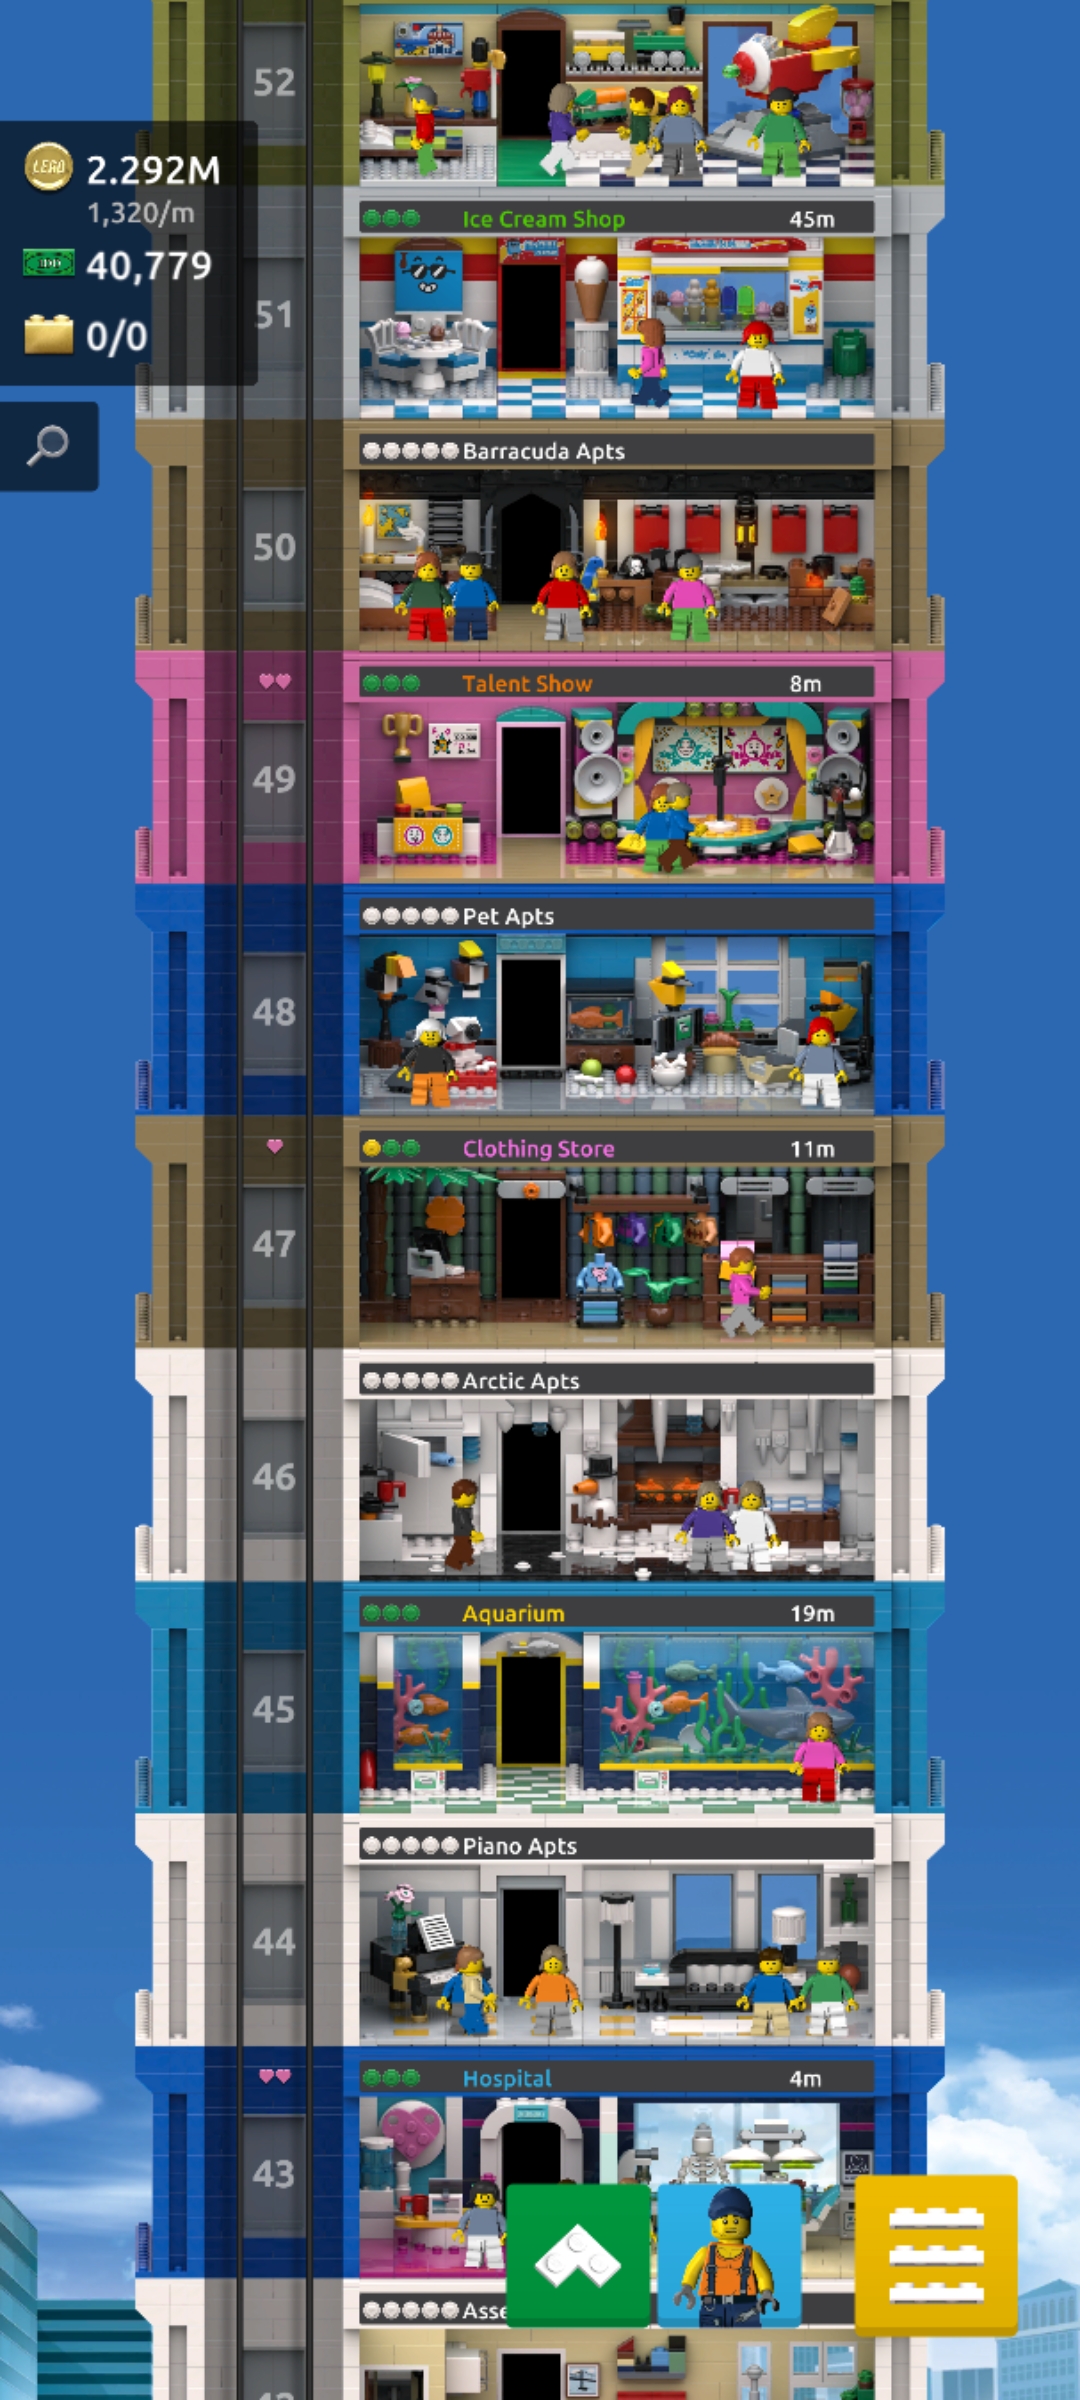 52
LEGO
2.292M
1,320/m
40,779
0/0
Ice Cream Shop 45m
51
Barracuda Apts
50
Talent Show 8m
49
Pet Apts
48
Clothing Store 11m
47
Arctic Apts
46
Aquarium 19m
45
Piano Apts
44
Hospital 4m
43
Asse